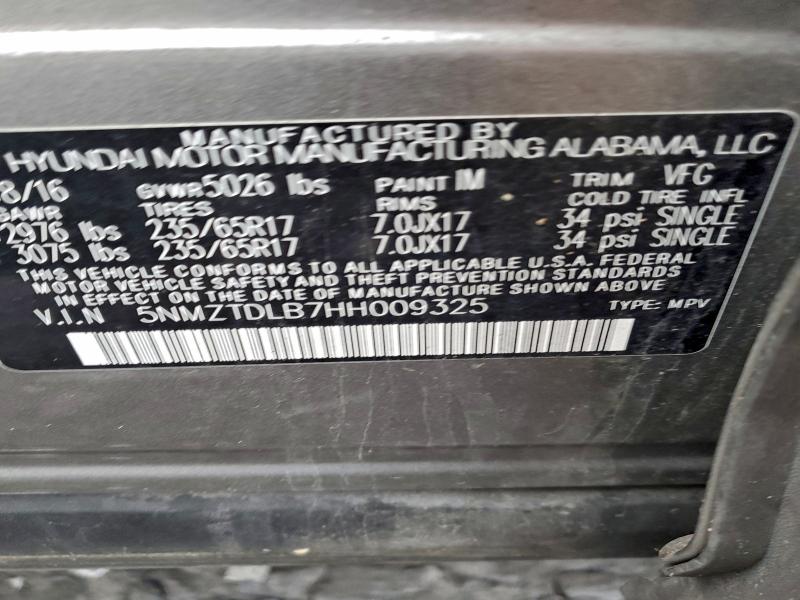 MANUFACTURED BY
HYUNDAI MOTOR MANUFACTURING ALABAMA, LLC
8/16 GVWR 5026 lbs PAINT IM TRIM VFG
GAWR TIRES RIMS COLD TIRE INFL
2976 lbs 235/65R17 7.0JX17 34 psi SINGLE
3075 lbs 235/65R17 7.0JX17 34 psi SINGLE
THIS VEHICLE CONFORMS TO ALL APPLICABLE U.S.A. FEDERAL
MOTOR VEHICLE SAFETY AND THEFT PREVENTION STANDARDS
IN EFFECT ON THE DATE OF MANUFACTURE SHOWN ABOVE
V.I.N 5NMZTDLB7HH009325 TYPE: MPV